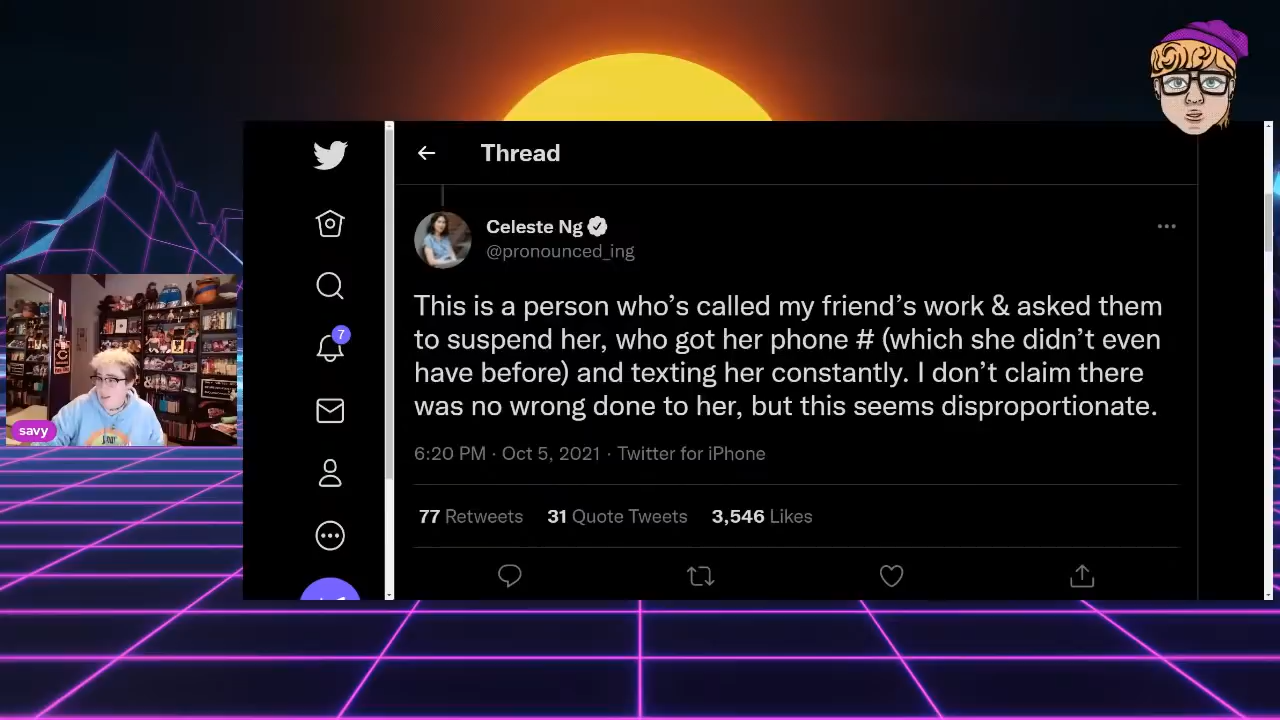 Thread
Celeste Ng
@pronounced_ing
This is a person who’s called my friend’s work & asked them
to suspend her, who got her phone # (which she didn’t even
have before) and texting her constantly. I don’t claim there
was no wrong done to her, but this seems disproportionate.
6:20 PM · Oct 5, 2021 · Twitter for iPhone
77 Retweets 31 Quote Tweets 3,546 Likes
7
savy